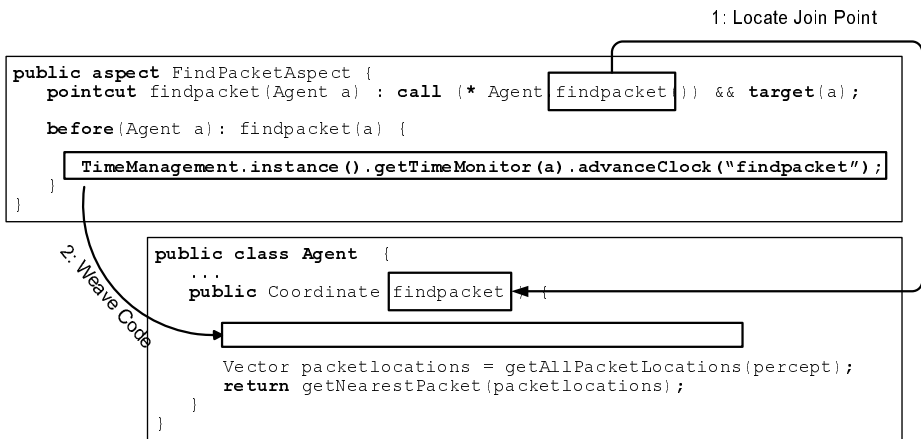 1: Locate Join Point
public aspect FindPacketAspect {
pointcut findpacket(Agent a) : call (* Agent findpacket()) && target(a);
before(Agent a): findpacket(a) {
TimeManagement.instance().getTimeMonitor(a).advanceClock(“findpacket”);
}
}
2: Weave Code
public class Agent {
...
public Coordinate findpacket ) {
Vector packetlocations = getAllPacketLocations(percept);
return getNearestPacket(packetlocations);
}
}